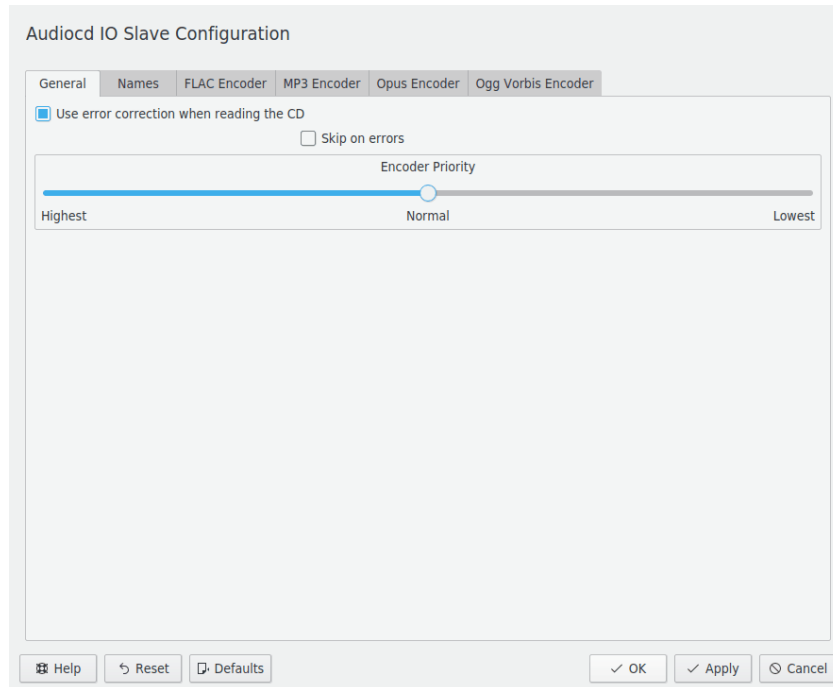 Audiocd IO Slave Configuration
General Names FLAC Encoder MP3 Encoder Opus Encoder Ogg Vorbis Encoder
Use error correction when reading the CD
Skip on errors
Encoder Priority
Highest Normal Lowest
Help Reset Defaults OK Apply Cancel